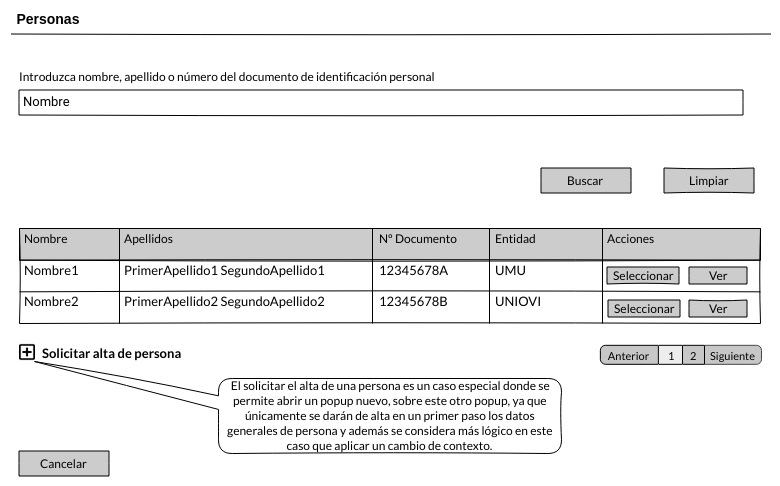 Personas
Introduzca nombre, apellido o número del documento de identificación personal
Nombre
Buscar Limpiar
Nombre Apellidos Nº Documento Entidad Acciones
Nombre1 PrimerApellido1 SegundoApellido1 12345678A UMU Seleccionar Ver
Nombre2 PrimerApellido2 SegundoApellido2 12345678B UNIOVI Seleccionar Ver
Solicitar alta de persona Anterior 1 2 Siguiente
El solicitar el alta de una persona es un caso especial donde se
permite abrir un popup nuevo, sobre este otro popup, ya que
únicamente se darán de alta en un primer paso los datos
generales de persona y además se considera más lógico en este
caso que aplicar un cambio de contexto.
Cancelar